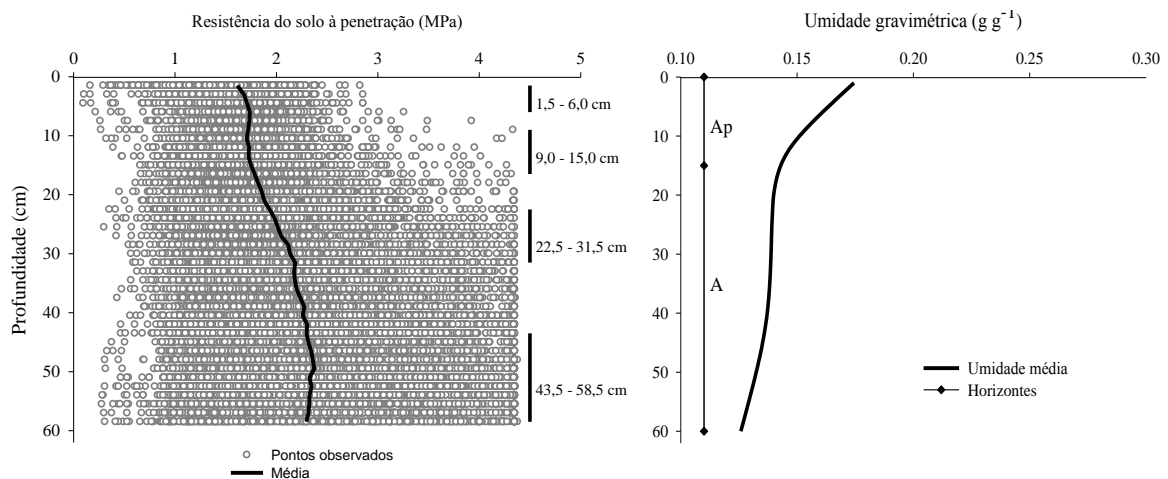 Resistência do solo à penetração (MPa)
0 1 2 3 4 5
Profundidade (cm)
0
10
20
30
40
50
60
1,5 - 6,0 cm
9,0 - 15,0 cm
22,5 - 31,5 cm
43,5 - 58,5 cm
Pontos observados
Média
Umidade gravimétrica (g g⁻¹)
0.10 0.15 0.20 0.25 0.30
0
10
20
30
40
50
60
Ap
A
Umidade média
Horizontes